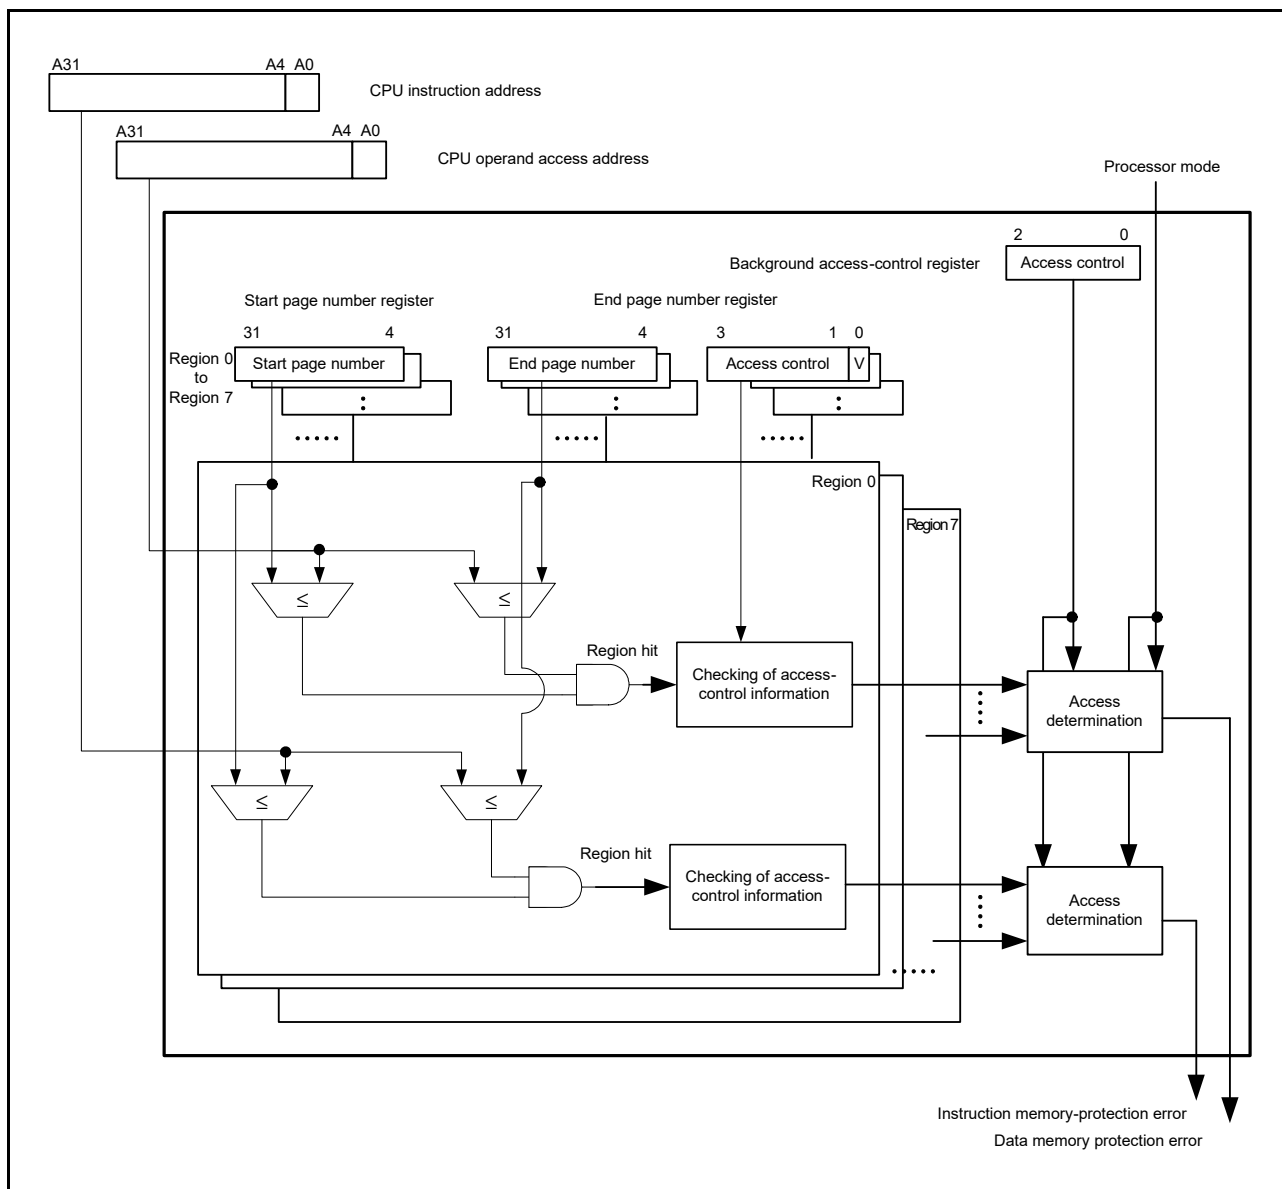 A31 A4 A0
CPU instruction address
A31 A4 A0
CPU operand access address
Processor mode
2 0
Background access-control register
Access control
Start page number register
End page number register
31 4
31 4
3 1 0
Region 0
to
Region 7
Start page number
End page number
Access control
V
Region 0
Region 7
≤
≤
Region hit
Checking of access-
control information
Access
determination
≤
≤
Region hit
Checking of access-
control information
Access
determination
Instruction memory-protection error
Data memory protection error